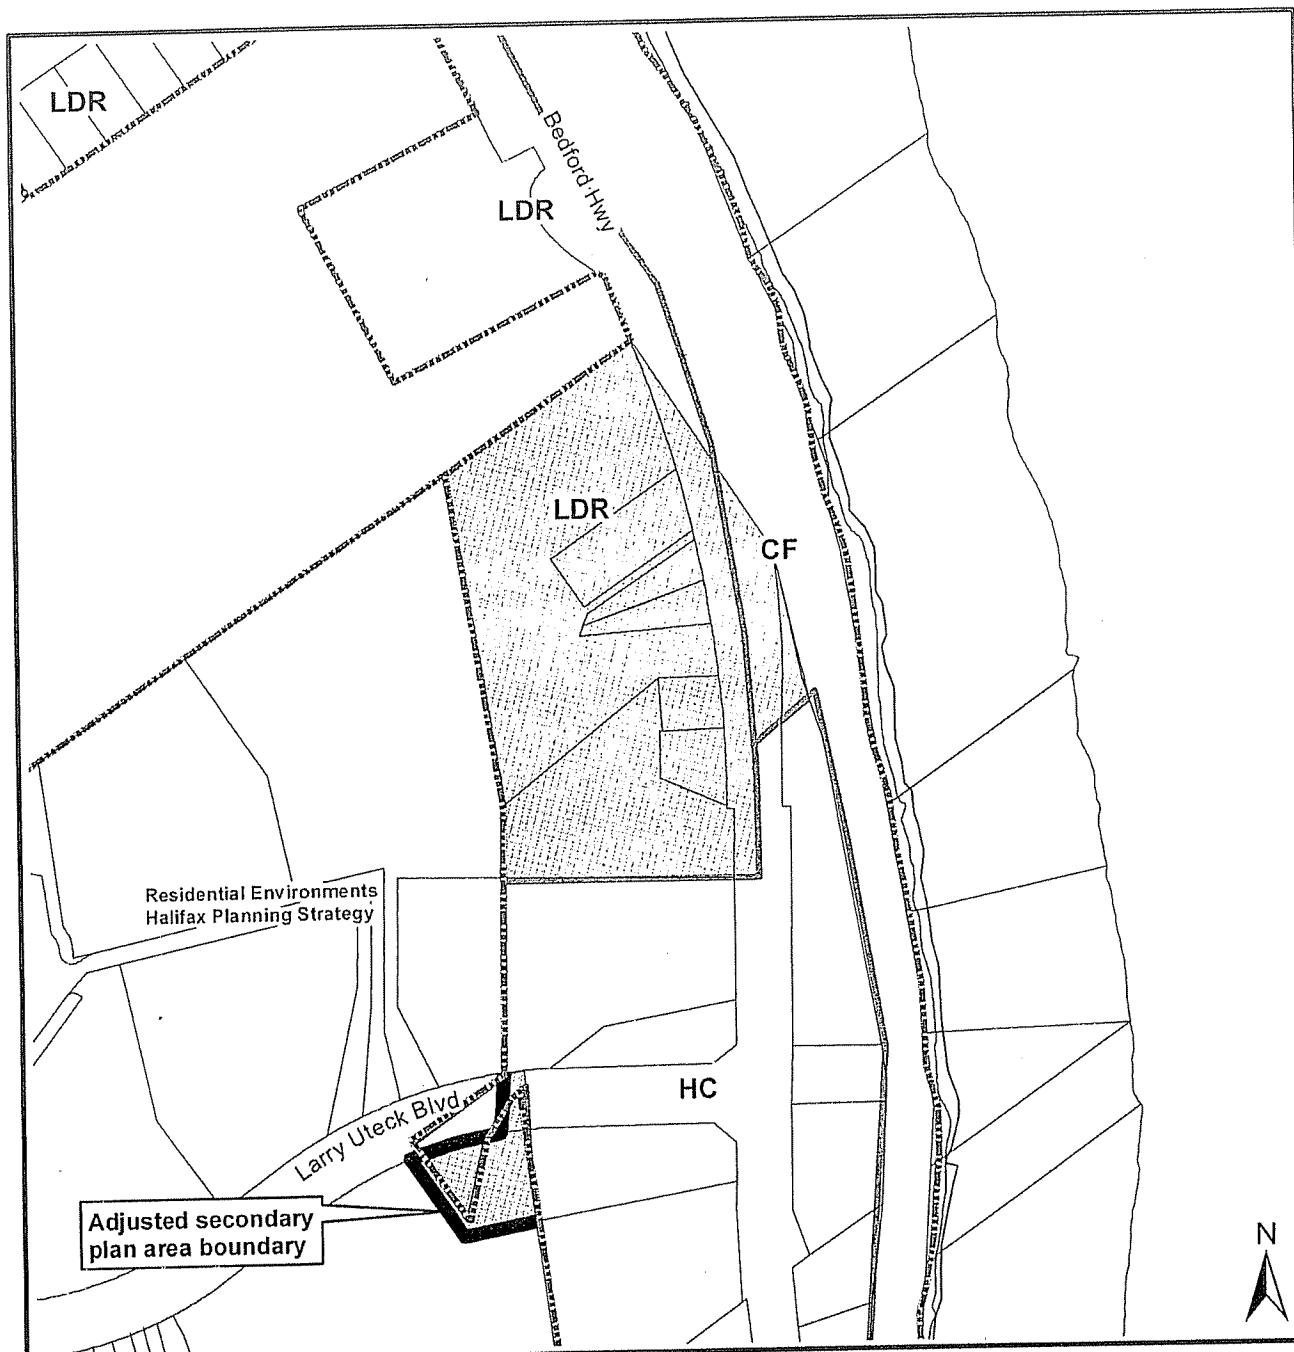 LDR
Bedford Hwy
LDR
LDR
CF
Residential Environments
Halifax Planning Strategy
HC
Larry Uteck Blvd
Adjusted secondary
plan area boundary
N